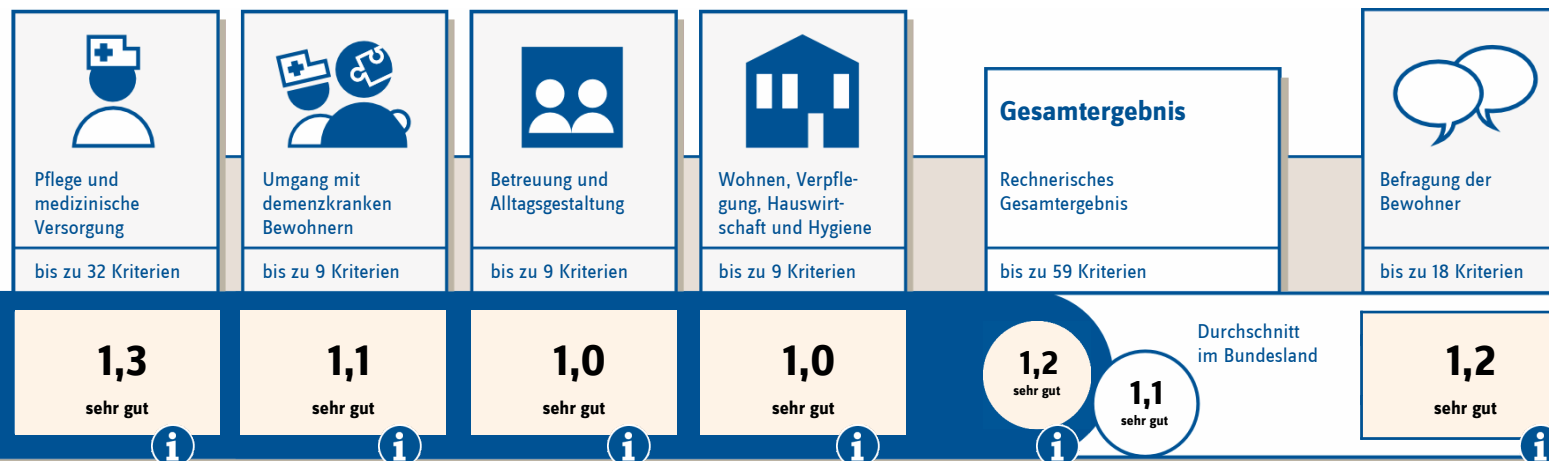 Pflege und
medizinische
Versorgung
bis zu 32 Kriterien
1,3
sehr gut
i
Umgang mit
demenzkranken
Bewohnern
bis zu 9 Kriterien
1,1
sehr gut
i
Betreuung und
Alltagsgestaltung
bis zu 9 Kriterien
1,0
sehr gut
i
Wohnen, Verpfle-
gung, Hauswirt-
schaft und Hygiene
bis zu 9 Kriterien
1,0
sehr gut
i
Gesamtergebnis
Rechnerisches
Gesamtergebnis
bis zu 59 Kriterien
1,2
sehr gut
i
Durchschnitt
im Bundesland
1,1
sehr gut
Befragung der
Bewohner
bis zu 18 Kriterien
1,2
sehr gut
i